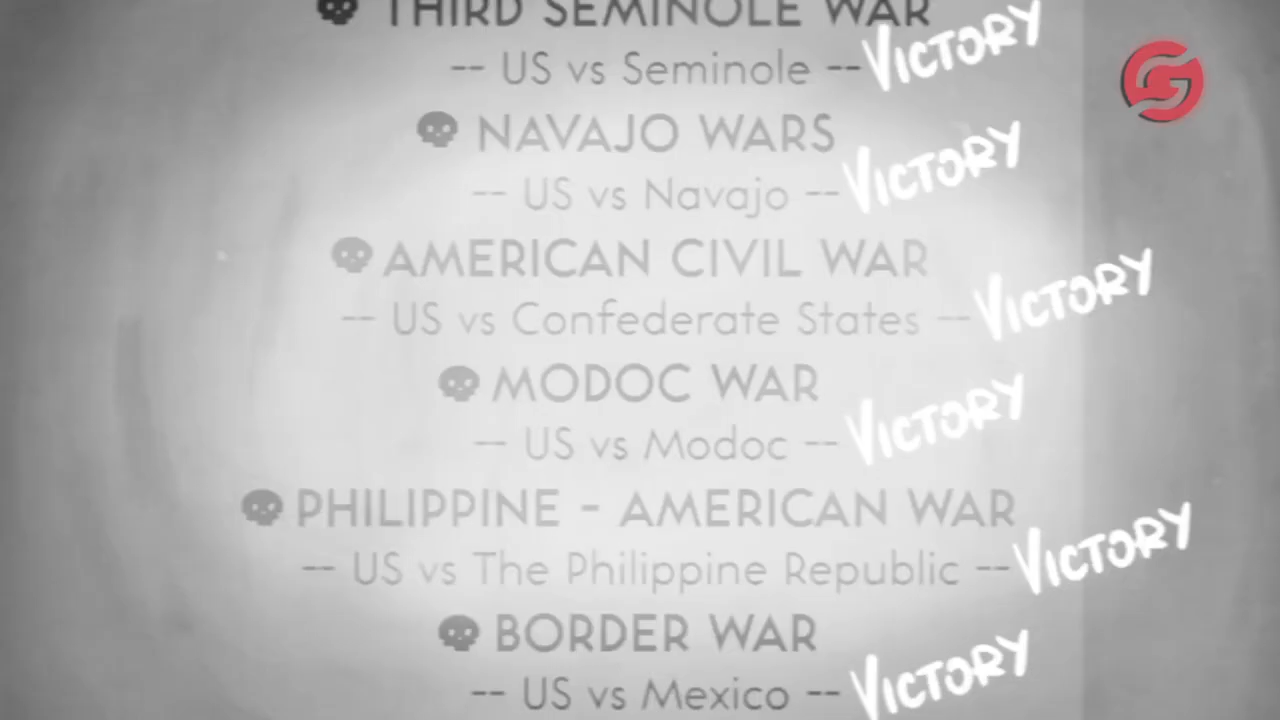 THIRD SEMINOLE WAR
-- US vs Seminole -- VICTORY
NAVAJO WARS
-- US vs Navajo -- VICTORY
AMERICAN CIVIL WAR
-- US vs Confederate States -- VICTORY
MODOC WAR
-- US vs Modoc -- VICTORY
PHILIPPINE - AMERICAN WAR
-- US vs The Philippine Republic -- VICTORY
BORDER WAR
-- US vs Mexico -- VICTORY